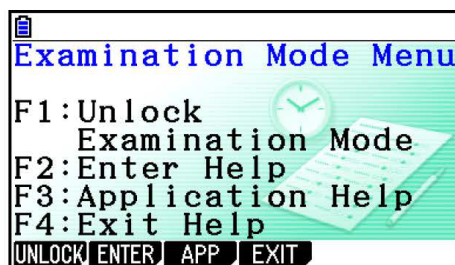 Examination Mode Menu
F1:Unlock
Examination Mode
F2:Enter Help
F3:Application Help
F4:Exit Help
UNLOCK ENTER APP EXIT